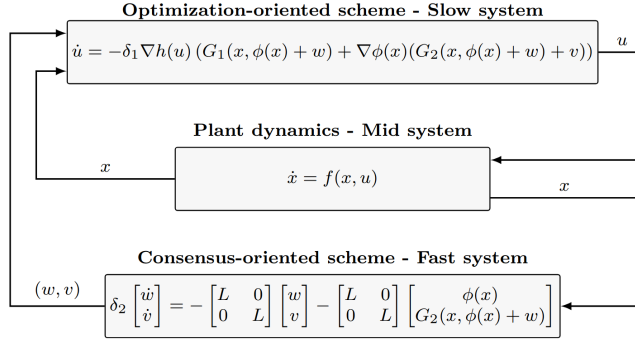 Optimization-oriented scheme - Slow system
u̇ = −δ₁∇h(u) (G₁(x, ϕ(x) + w) + ∇ϕ(x)(G₂(x, ϕ(x) + w) + v))
u
Plant dynamics - Mid system
x
ẋ = f(x, u)
x
Consensus-oriented scheme - Fast system
(w, v)
δ₂ [ẇ; v̇] = − [L 0; 0 L] [w; v] − [L 0; 0 L] [ϕ(x); G₂(x, ϕ(x) + w)]